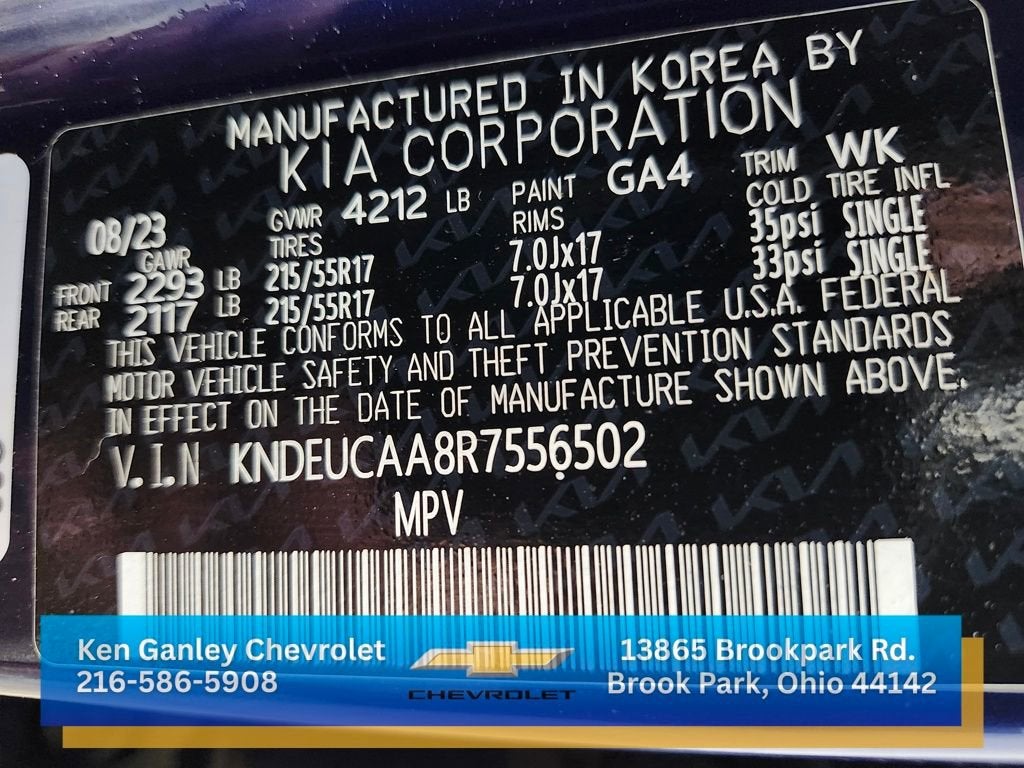 MANUFACTURED IN KOREA BY
KIA CORPORATION
08/23 GVWR 4212 LB PAINT GA4 TRIM WK
GAWR TIRES RIMS COLD TIRE INFL
FRONT 2293 LB 215/55R17 7.0Jx17 35psi SINGLE
REAR 2117 LB 215/55R17 7.0Jx17 33psi SINGLE
THIS VEHICLE CONFORMS TO ALL APPLICABLE U.S.A. FEDERAL
MOTOR VEHICLE SAFETY AND THEFT PREVENTION STANDARDS
IN EFFECT ON THE DATE OF MANUFACTURE SHOWN ABOVE.
V.I.N KNDEUCAA8R7556502
MPV
Ken Ganley Chevrolet
216-586-5908
CHEVROLET
13865 Brookpark Rd.
Brook Park, Ohio 44142